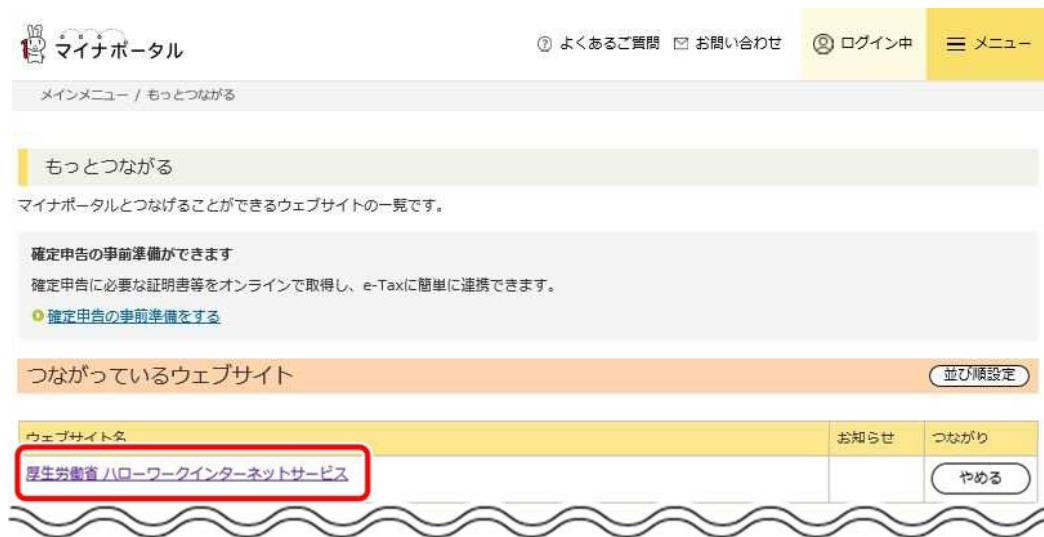 マイナポータル
よくあるご質問 お問い合わせ ログイン中 メニュー
メインメニュー / もっとつながる
もっとつながる
マイナポータルとつなげることができるウェブサイトの一覧です。
確定申告の事前準備ができます
確定申告に必要な証明書等をオンラインで取得し、e-Taxに簡単に連携できます。
確定申告の事前準備をする
つながっているウェブサイト 並び順設定
ウェブサイト名 お知らせ つながり
厚生労働省 ハローワークインターネットサービス やめる